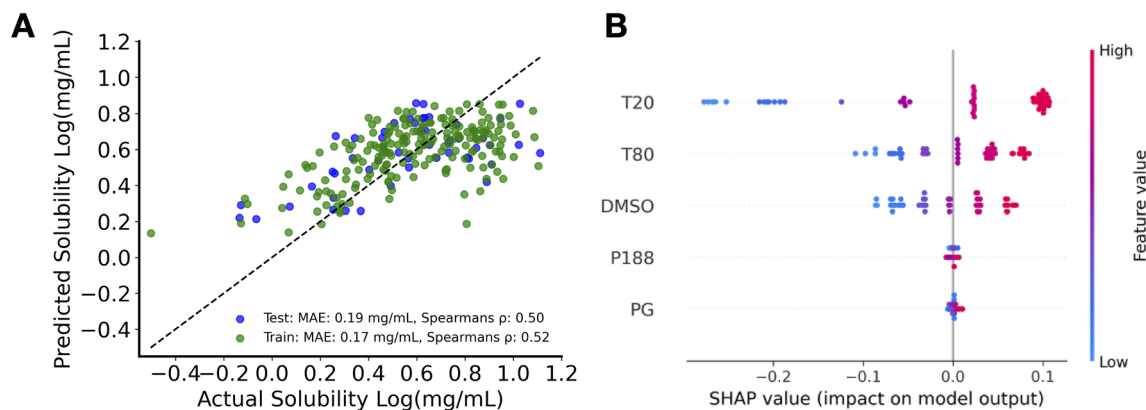 A
Predicted Solubility Log(mg/mL)
1.2
1.0
0.8
0.6
0.4
0.2
0.0
−0.2
−0.4
Test: MAE: 0.19 mg/mL, Spearmans ρ: 0.50
Train: MAE: 0.17 mg/mL, Spearmans ρ: 0.52
−0.4 −0.2 0.0 0.2 0.4 0.6 0.8 1.0 1.2
Actual Solubility Log(mg/mL)
B
High
T20
T80
DMSO
P188
PG
Feature value
Low
−0.2 −0.1 0.0 0.1
SHAP value (impact on model output)